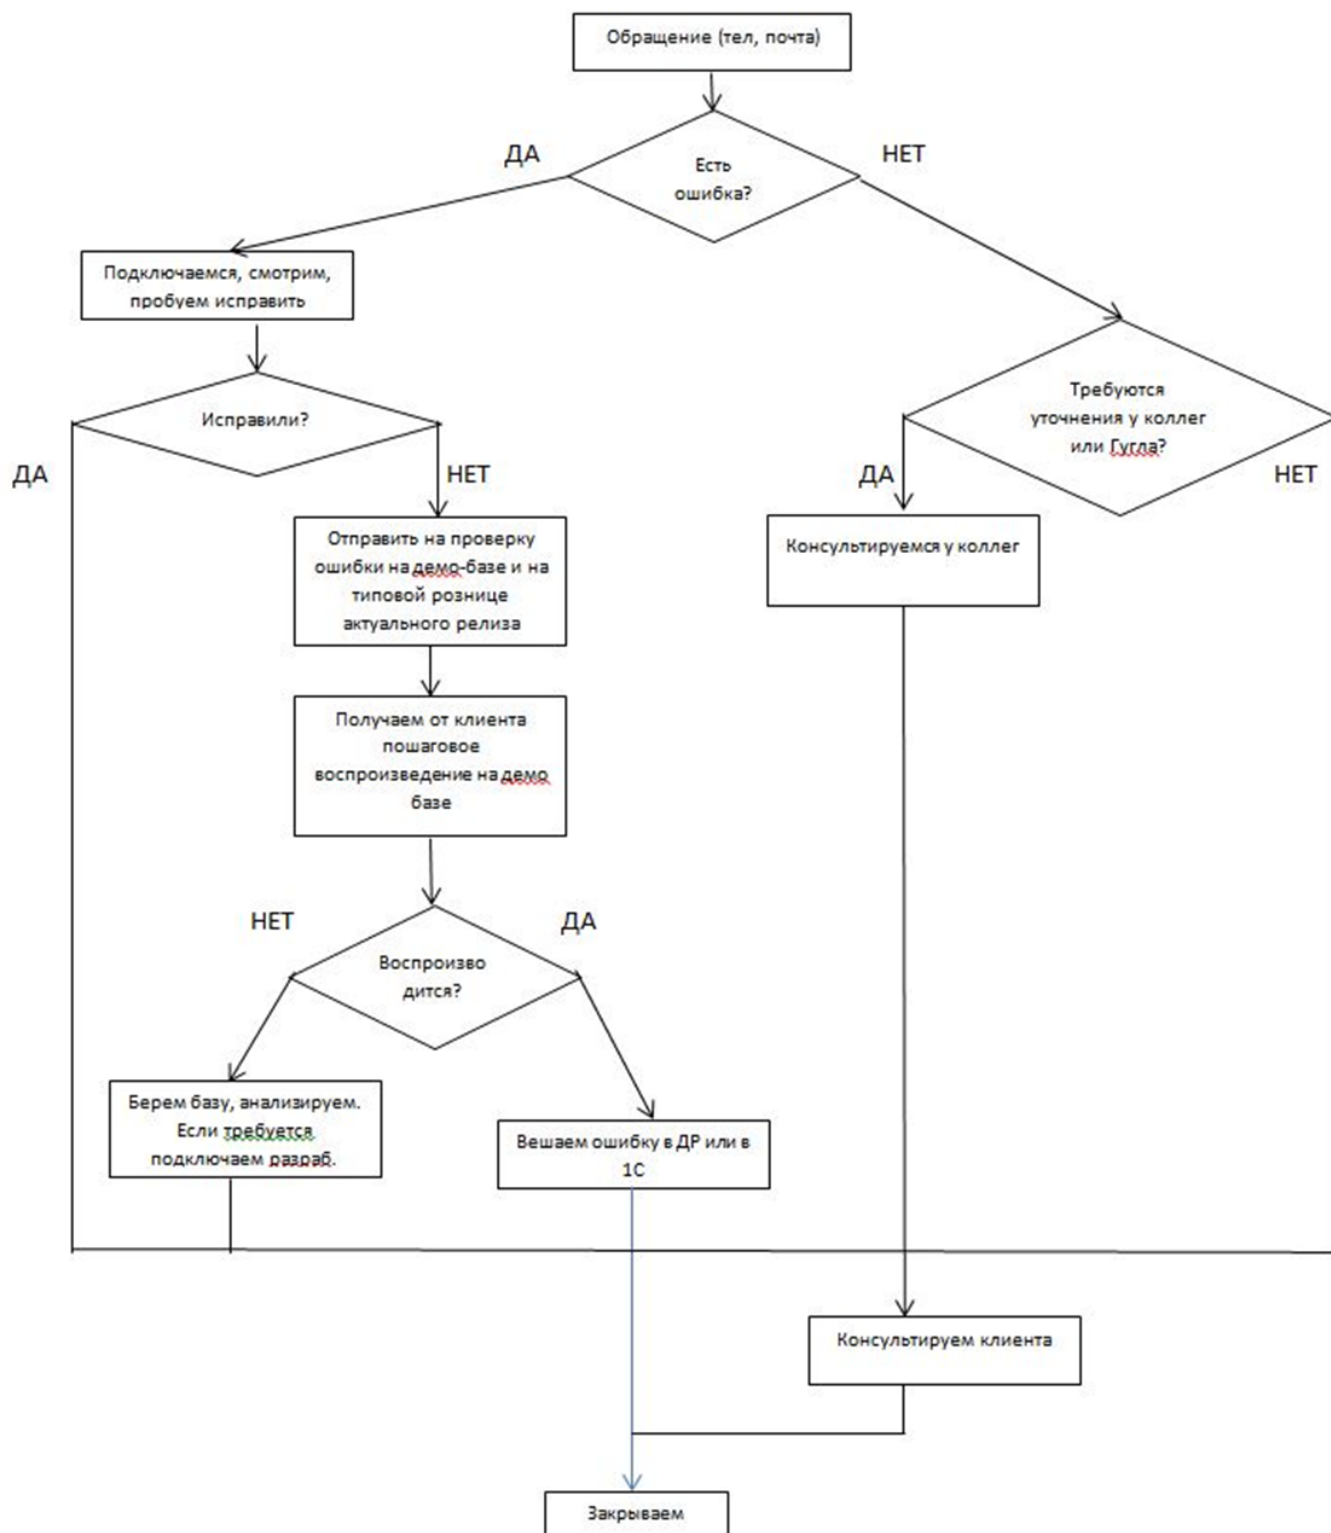 Обращение (тел, почта)
ДА
НЕТ
Есть
ошибка?
Подключаемся, смотрим,
пробуем исправить
Исправили?
Требуются
уточнения у коллег
или Гугла?
ДА
НЕТ
ДА
НЕТ
Отправить на проверку
ошибки на демо-базе и на
типовой рознице
актуального релиза
Консультируемся у коллег
Получаем от клиента
пошаговое
воспроизведение на демо
базе
НЕТ
ДА
Воспроизво
дится?
Берем базу, анализируем.
Если требуется
подключаем разраб.
Вешаем ошибку в ДР или в
1С
Консультируем клиента
Закрываем